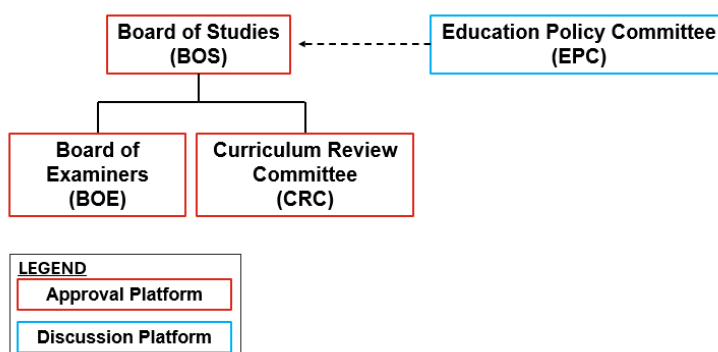 Board of Studies
(BOS)
Education Policy Committee
(EPC)
Board of
Examiners
(BOE)
Curriculum Review
Committee
(CRC)
LEGEND
Approval Platform
Discussion Platform